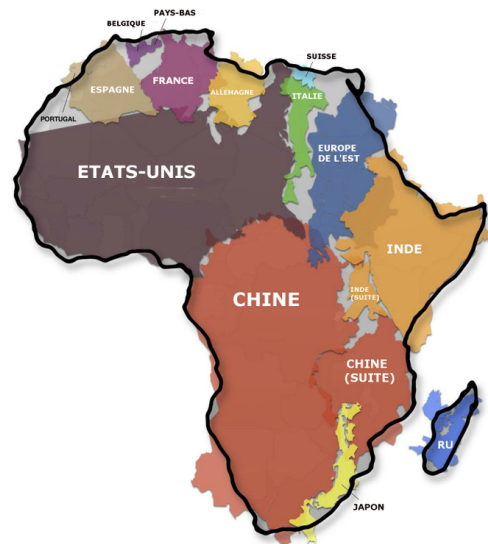 PAYS-BAS
BELGIQUE
SUISSE
ESPAGNE
FRANCE
ALLEMAGNE
ITALIE
PORTUGAL
EUROPE
DE L'EST
ETATS-UNIS
INDE
CHINE
INDE
(SUITE)
CHINE
(SUITE)
RU
JAPON